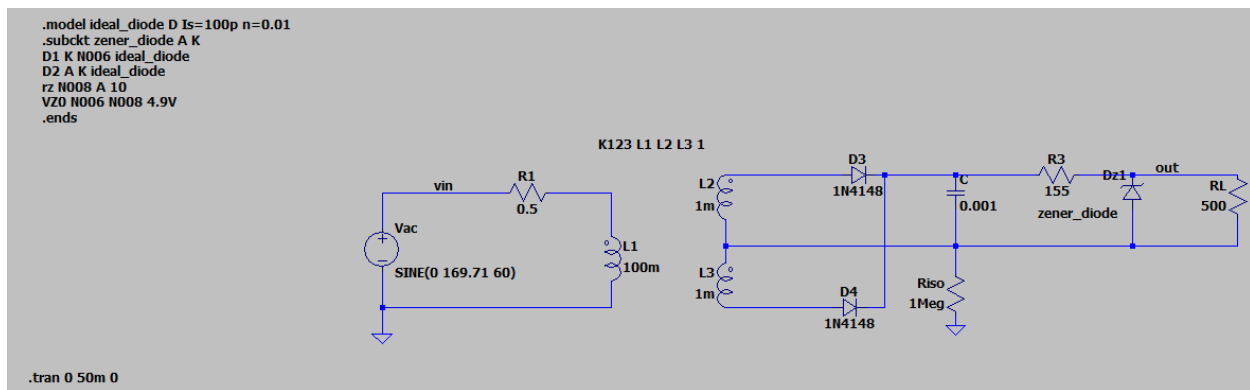 .model ideal_diode D Is=100p n=0.01
.subckt zener_diode A K
D1 K N006 ideal_diode
D2 A K ideal_diode
rz N008 A 10
VZ0 N006 N008 4.9V
.ends
K123 L1 L2 L3 1
vin
R1
0.5
Vac
SINE(0 169.71 60)
L1
100m
L2
1m
L3
1m
D3
1N4148
D4
1N4148
C
0.001
R3
155
Dz1
zener_diode
out
RL
500
Riso
1Meg
.tran 0 50m 0